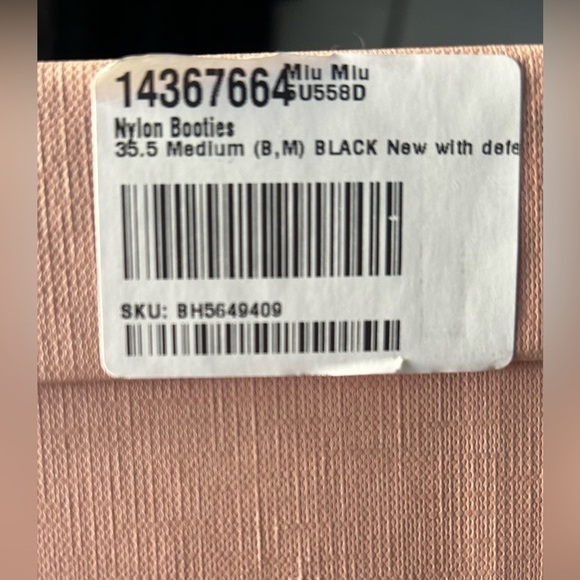 14367664 Miu Miu
5U558D
Nylon Booties
35.5 Medium (B,M) BLACK New with defe
SKU: BH5649409